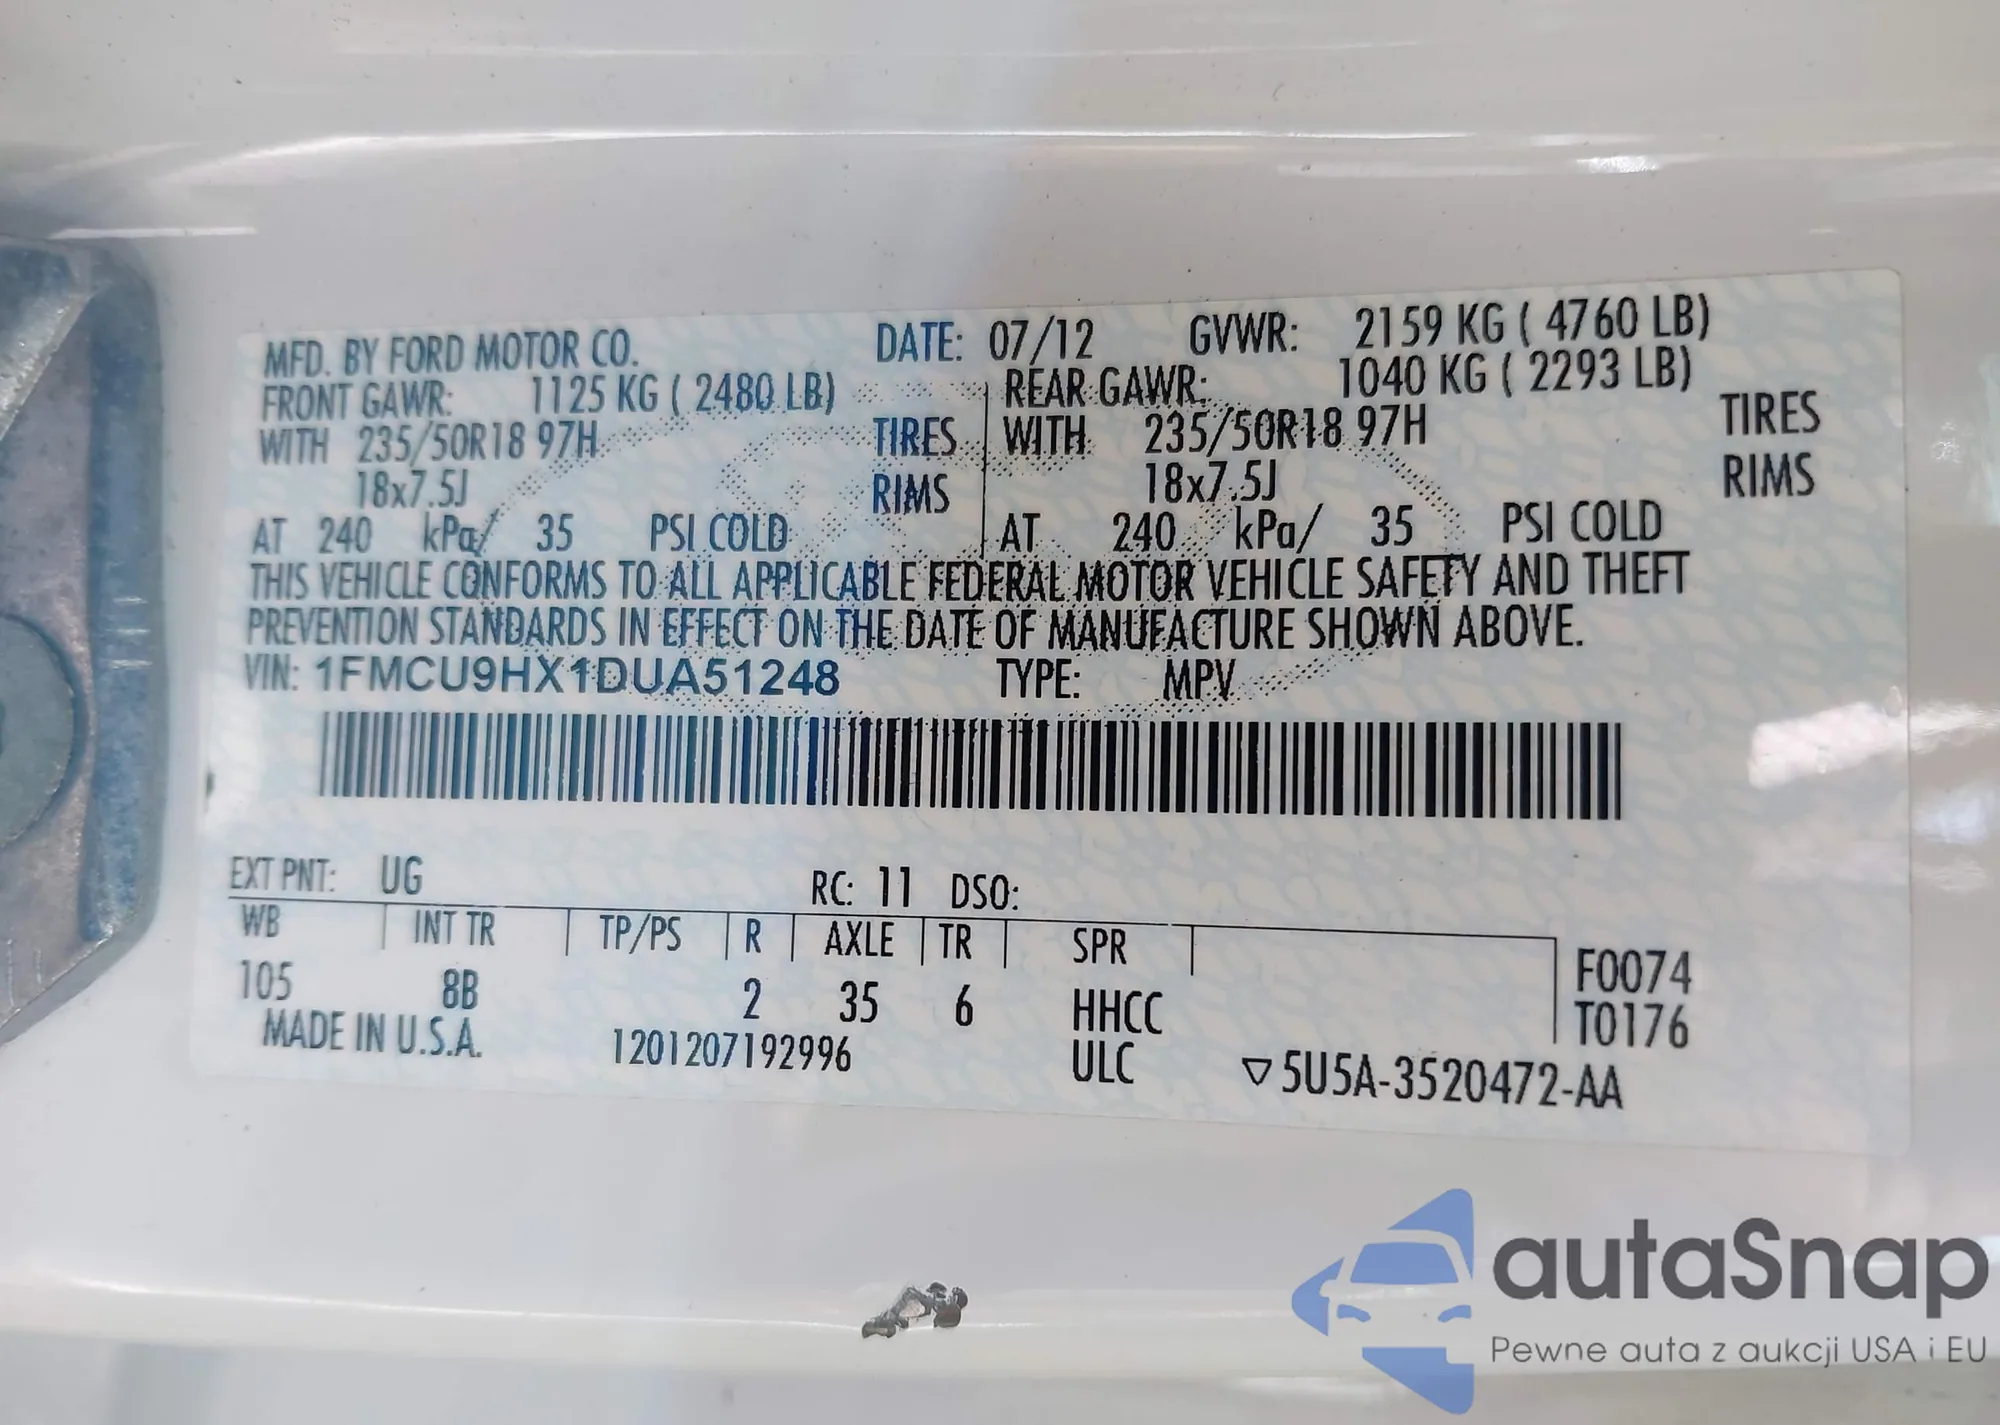 MFD. BY FORD MOTOR CO. DATE: 07/12 GVWR: 2159 KG ( 4760 LB)
FRONT GAWR: 1125 KG ( 2480 LB) REAR GAWR: 1040 KG ( 2293 LB)
WITH 235/50R18 97H TIRES WITH 235/50R18 97H TIRES
18x7.5J RIMS 18x7.5J RIMS
AT 240 kPa/ 35 PSI COLD AT 240 kPa/ 35 PSI COLD
THIS VEHICLE CONFORMS TO ALL APPLICABLE FEDERAL MOTOR VEHICLE SAFETY AND THEFT
PREVENTION STANDARDS IN EFFECT ON THE DATE OF MANUFACTURE SHOWN ABOVE.
VIN: 1FMCU9HX1DUA51248 TYPE: MPV
EXT PNT: UG RC: 11 DSO:
WB INT TR TP/PS R AXLE TR SPR
105 8B 2 35 6 HHCC F0074
T0176
MADE IN U.S.A. 1201207192996 ULC ▽5U5A-3520472-AA
autaSnap
Pewne auta z aukcji USA i EU